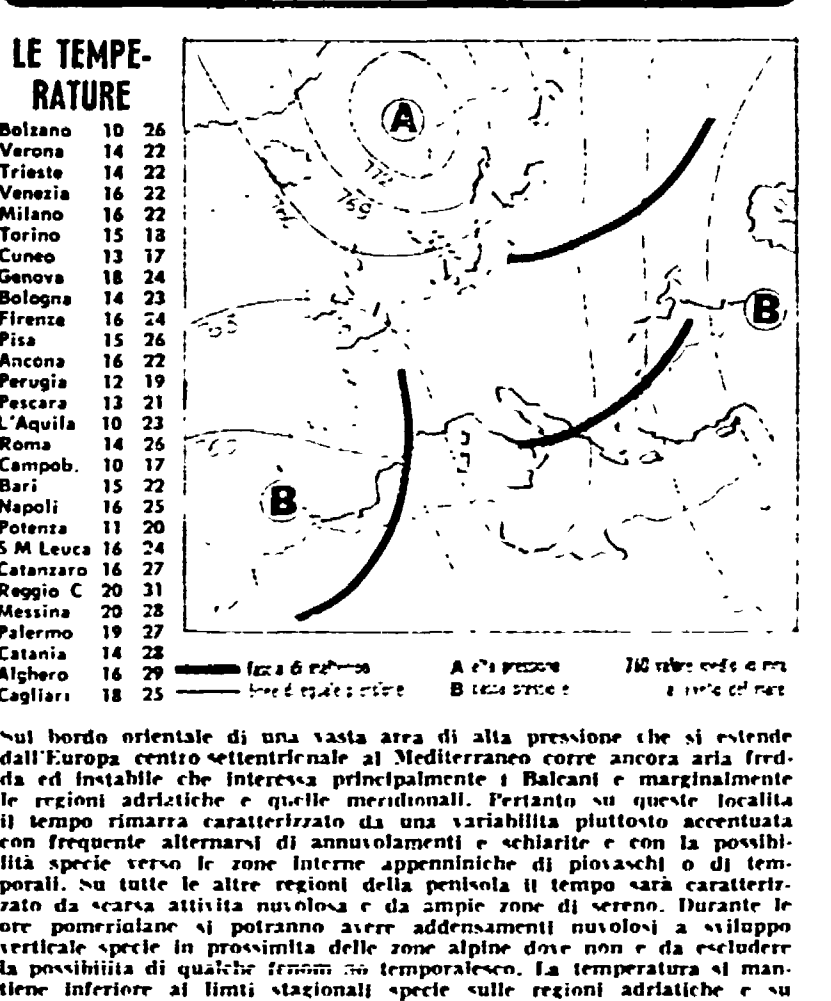 LE TEMPE-
RATURE
Bolzano 10 26
Verona 14 22
Trieste 14 22
Venezia 16 22
Milano 16 22
Torino 15 18
Cuneo 13 17
Genova 18 24
Bologna 14 23
Firenze 16 24
Pisa 15 26
Ancona 16 22
Perugia 12 19
Pescara 13 21
L'Aquila 10 23
Roma 14 26
Campob. 10 17
Bari 15 22
Napoli 16 25
Potenza 11 20
S M Leuca 16 24
Catanzaro 16 27
Reggio C 20 31
Messina 20 28
Palermo 19 27
Catania 14 28
Alghero 16 29
Cagliari 18 25
A
772
769
B
B
A pressione
760
B
Sul bordo orientale di una vasta area di alta pressione che si estende
dall'Europa centro settentrionale al Mediterraneo corre ancora aria fred-
da ed instabile che interessa principalmente i Balcani e marginalmente
le regioni adriatiche e quelle meridionali. Pertanto su queste localita
il tempo rimarra caratterizzato da una variabilita piuttosto accentuata
con frequente alternarsi di annuvolamenti e schiarite e con la possibi-
lità specie verso le zone interne appenniniche di piovaschi o di tem-
porali. Su tutte le altre regioni della penisola il tempo sarà caratteriz-
zato da scarsa attivita nuvolosa e da ampie zone di sereno. Durante le
ore pomeridiane si potranno avere addensamenti nuvolosi a sviluppo
verticale specie in prossimita delle zone alpine dove non e da escludere
la possibilita di qualche temporalesco. La temperatura si man-
tiene inferiore ai limti stagionali specie sulle regioni adriatiche e su